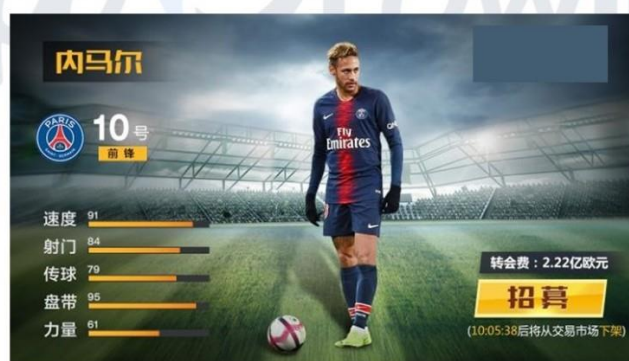 内马尔
PARIS
10号
前锋
速度 91
射门 84
传球 79
盘带 95
力量 61
Fly
Emirates
转会费：2.22亿欧元
招募
(10:05:38后将从交易市场下架)